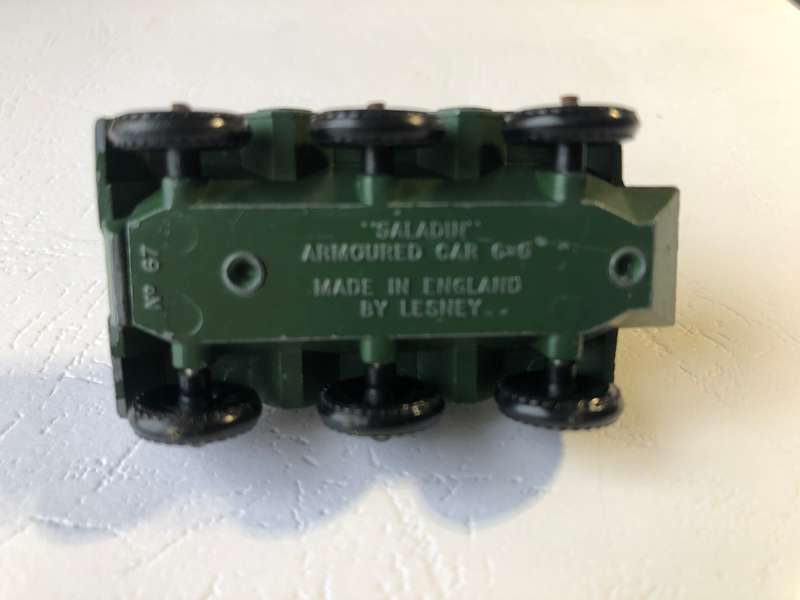 "SALADIN"
ARMOURED CAR 6×6
MADE IN ENGLAND
BY LESNEY
Nº 67